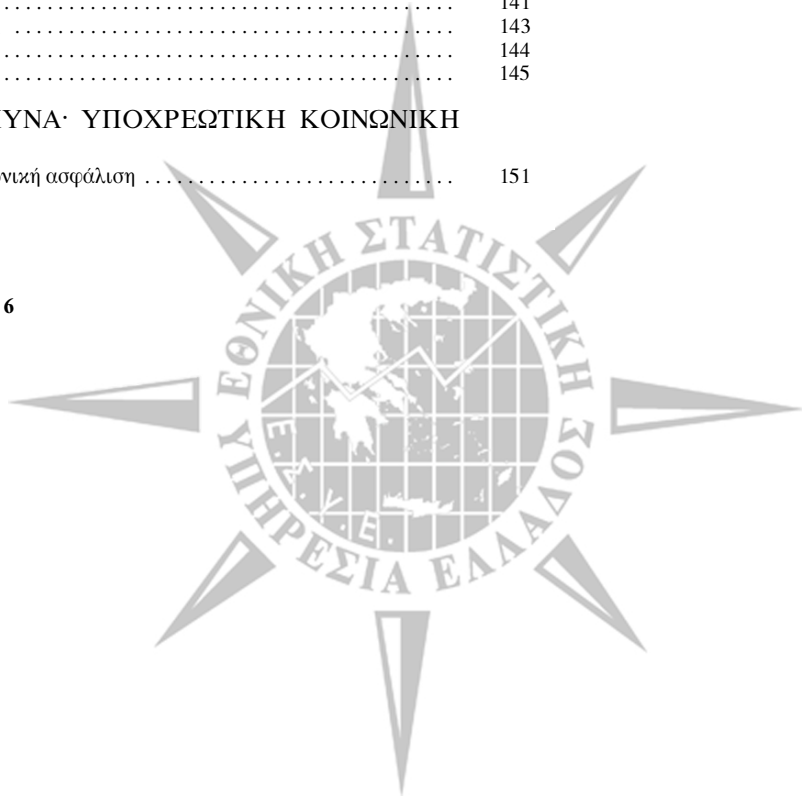 ........................................................ 141
........................................................ 143
........................................................ 144
........................................................ 145
ΥΝΑ· ΥΠΟΧΡΕΩΤΙΚΗ ΚΟΙΝΩΝΙΚΗ
νική ασφάλιση ............................ 151
6
ΕΘΝΙΚΗ ΣΤΑΤΙΣΤΙΚΗ
ΥΠΗΡΕΣΙΑ ΕΛΛΑΔΟΣ
Ε.Σ.Υ.Ε.